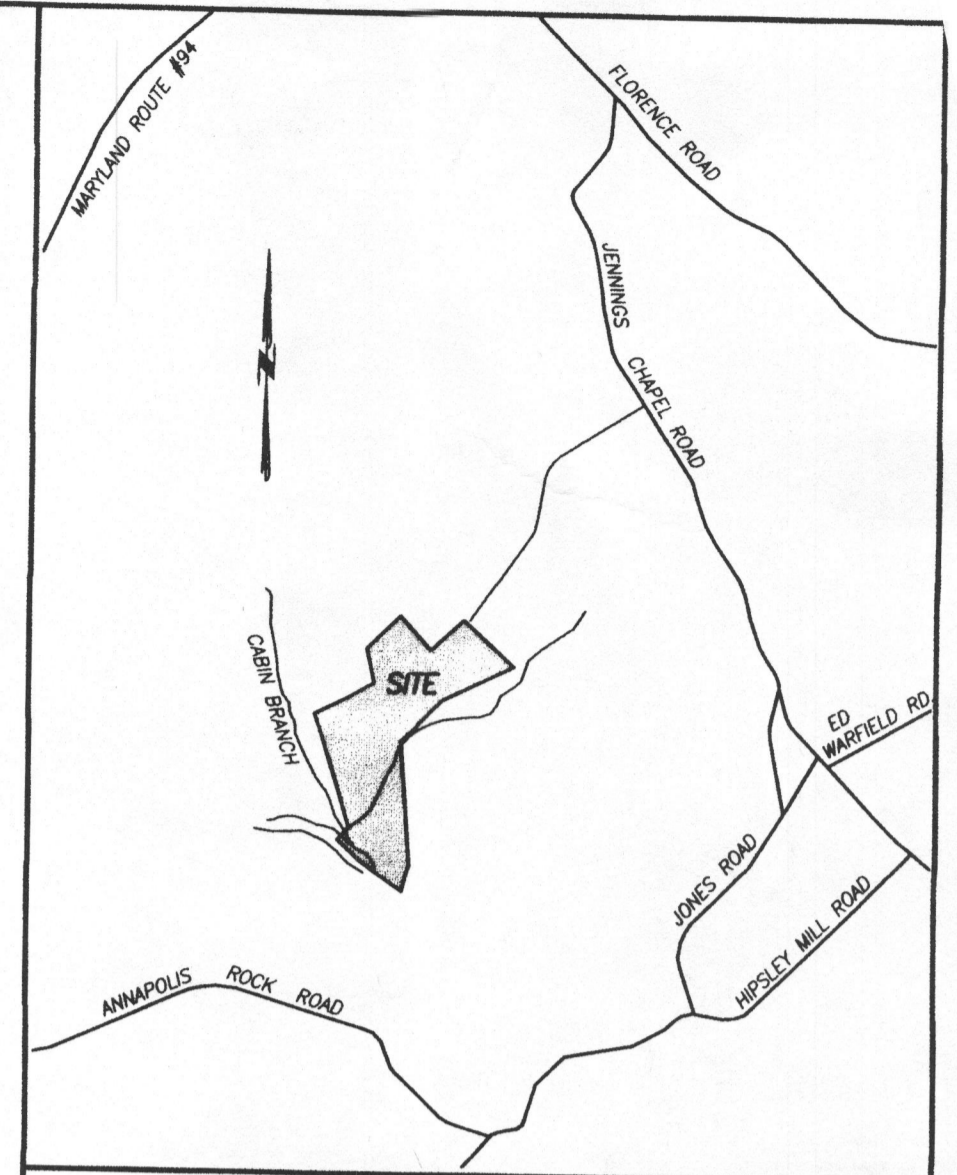 MARYLAND ROUTE #94
FLORENCE ROAD
JENNINGS CHAPEL ROAD
N
CABIN BRANCH
SITE
ED
WARFIELD RD.
JONES ROAD
HIPSLEY MILL ROAD
ANNAPOLIS ROCK ROAD